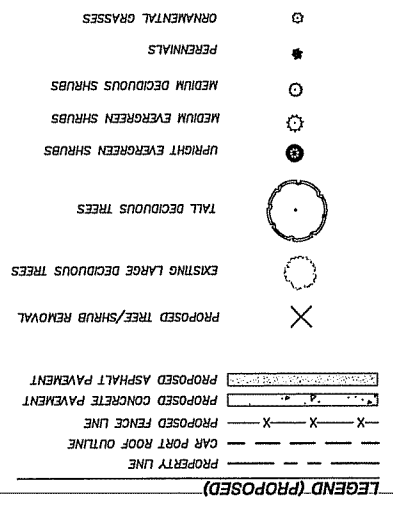 LEGEND (PROPOSED)
PROPERTY LINE
CAR PORT ROOF OUTLINE
PROPOSED FENCE LINE
PROPOSED CONCRETE PAVEMENT
PROPOSED ASPHALT PAVEMENT
PROPOSED TREE/SHRUB REMOVAL
EXISTING LARGE DECIDUOUS TREES
TALL DECIDUOUS TREES
UPRIGHT EVERGREEN SHRUBS
MEDIUM EVERGREEN SHRUBS
MEDIUM DECIDUOUS SHRUBS
PERENNIALS
ORNAMENTAL GRASSES